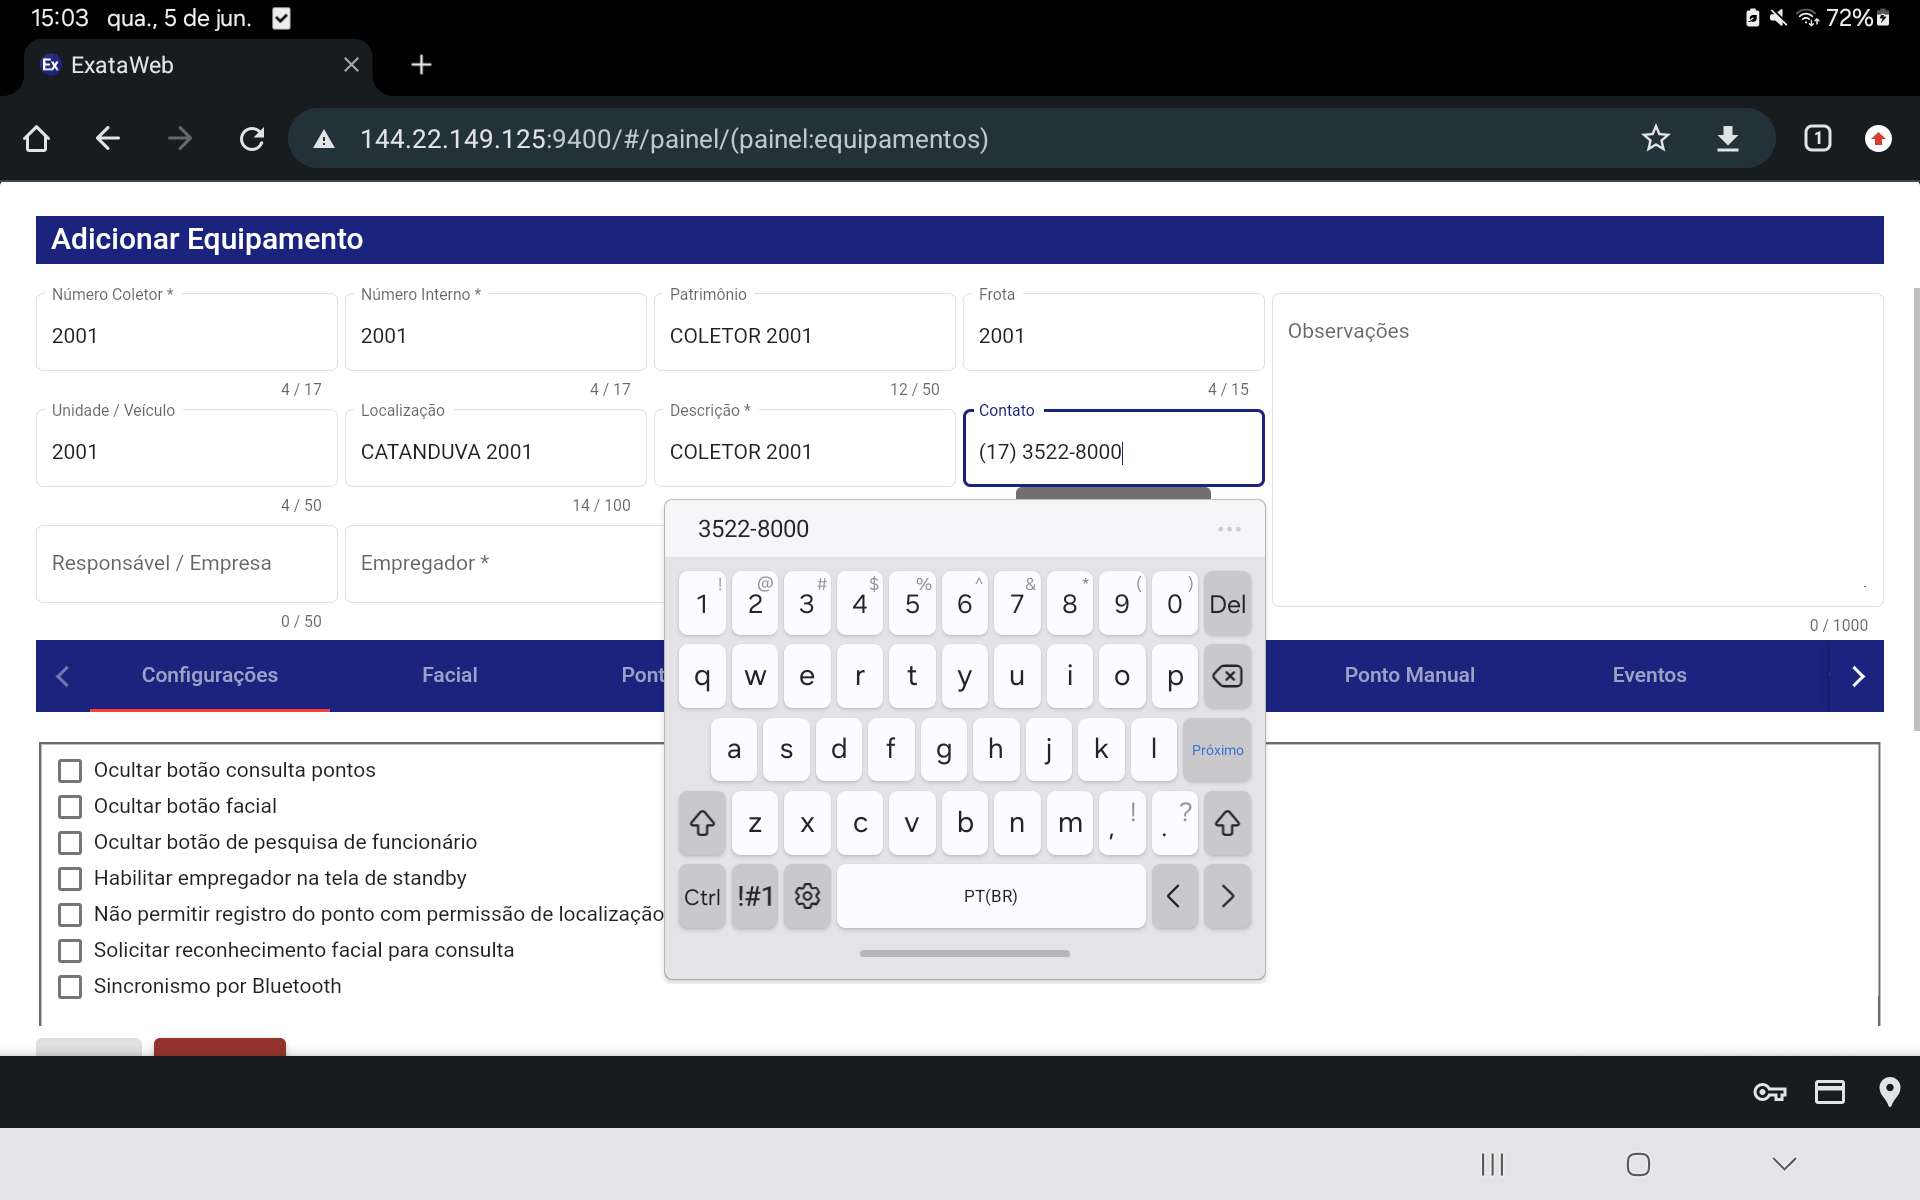 15:03 qua., 5 de jun. 72%
Ex ExataWeb
144.22.149.125:9400/#/painel/(painel:equipamentos) 1
Adicionar Equipamento
Número Coletor * Número Interno * Patrimônio Frota
2001 2001 COLETOR 2001 2001 Observações
4 / 17 4 / 17 12 / 50 4 / 15
Unidade / Veículo Localização Descrição * Contato
2001 CATANDUVA 2001 COLETOR 2001 (17) 3522-8000
4 / 50 14 / 100
3522-8000 ...
Responsável / Empresa Empregador *
0 / 50 0 / 1000
Configurações Facial Pont Ponto Manual Eventos
! @ # $ % ^ & * ( )
1 2 3 4 5 6 7 8 9 0 Del
q w e r t y u i o p
a s d f g h j k l Próximo
z x c v b n m , ! . ?
Ctrl !#1 PT(BR) < >
Ocultar botão consulta pontos
Ocultar botão facial
Ocultar botão de pesquisa de funcionário
Habilitar empregador na tela de standby
Não permitir registro do ponto com permissão de localização
Solicitar reconhecimento facial para consulta
Sincronismo por Bluetooth